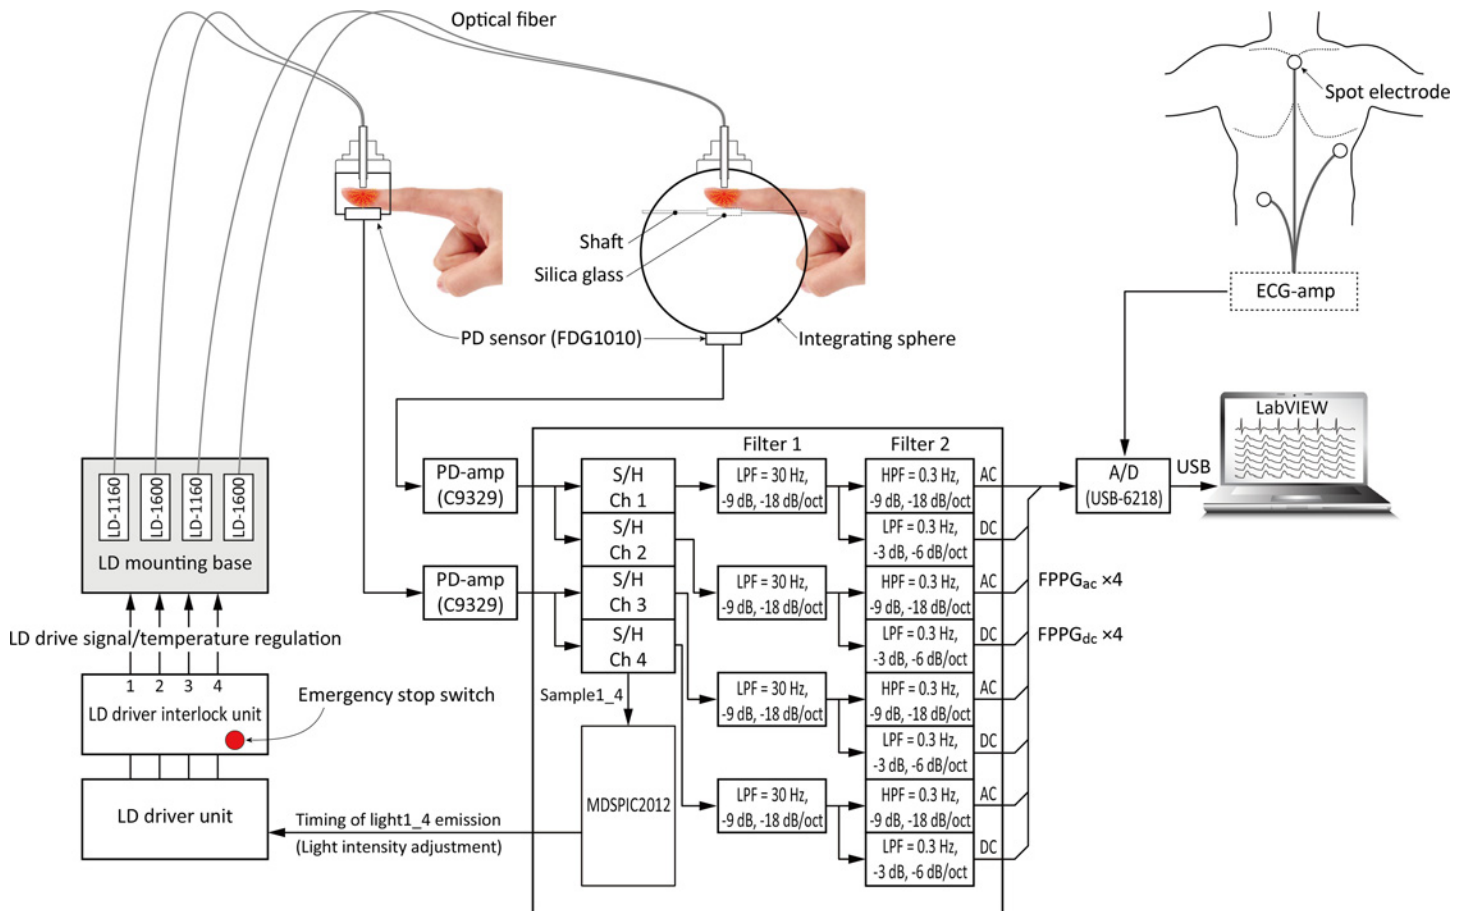 Optical fiber
Spot electrode
Shaft
Silica glass
ECG-amp
PD sensor (FDG1010)
Integrating sphere
LabVIEW
Filter 1
Filter 2
LD-1160
LD-1600
LD-1160
LD-1600
LD mounting base
PD-amp
(C9329)
S/H
Ch 1
LPF = 30 Hz,
-9 dB, -18 dB/oct
HPF = 0.3 Hz,
-9 dB, -18 dB/oct
AC
A/D
(USB-6218)
USB
S/H
Ch 2
LPF = 0.3 Hz,
-3 dB, -6 dB/oct
DC
PD-amp
(C9329)
S/H
Ch 3
LPF = 30 Hz,
-9 dB, -18 dB/oct
HPF = 0.3 Hz,
-9 dB, -18 dB/oct
AC
FPPGac ×4
S/H
Ch 4
LPF = 0.3 Hz,
-3 dB, -6 dB/oct
DC
FPPGdc ×4
LD drive signal/temperature regulation
1 2 3 4
LD driver interlock unit
Emergency stop switch
Sample1_4
LPF = 30 Hz,
-9 dB, -18 dB/oct
HPF = 0.3 Hz,
-9 dB, -18 dB/oct
AC
LPF = 0.3 Hz,
-3 dB, -6 dB/oct
DC
LD driver unit
Timing of light1_4 emission
(Light intensity adjustment)
MDSPIC2012
LPF = 30 Hz,
-9 dB, -18 dB/oct
HPF = 0.3 Hz,
-9 dB, -18 dB/oct
AC
LPF = 0.3 Hz,
-3 dB, -6 dB/oct
DC